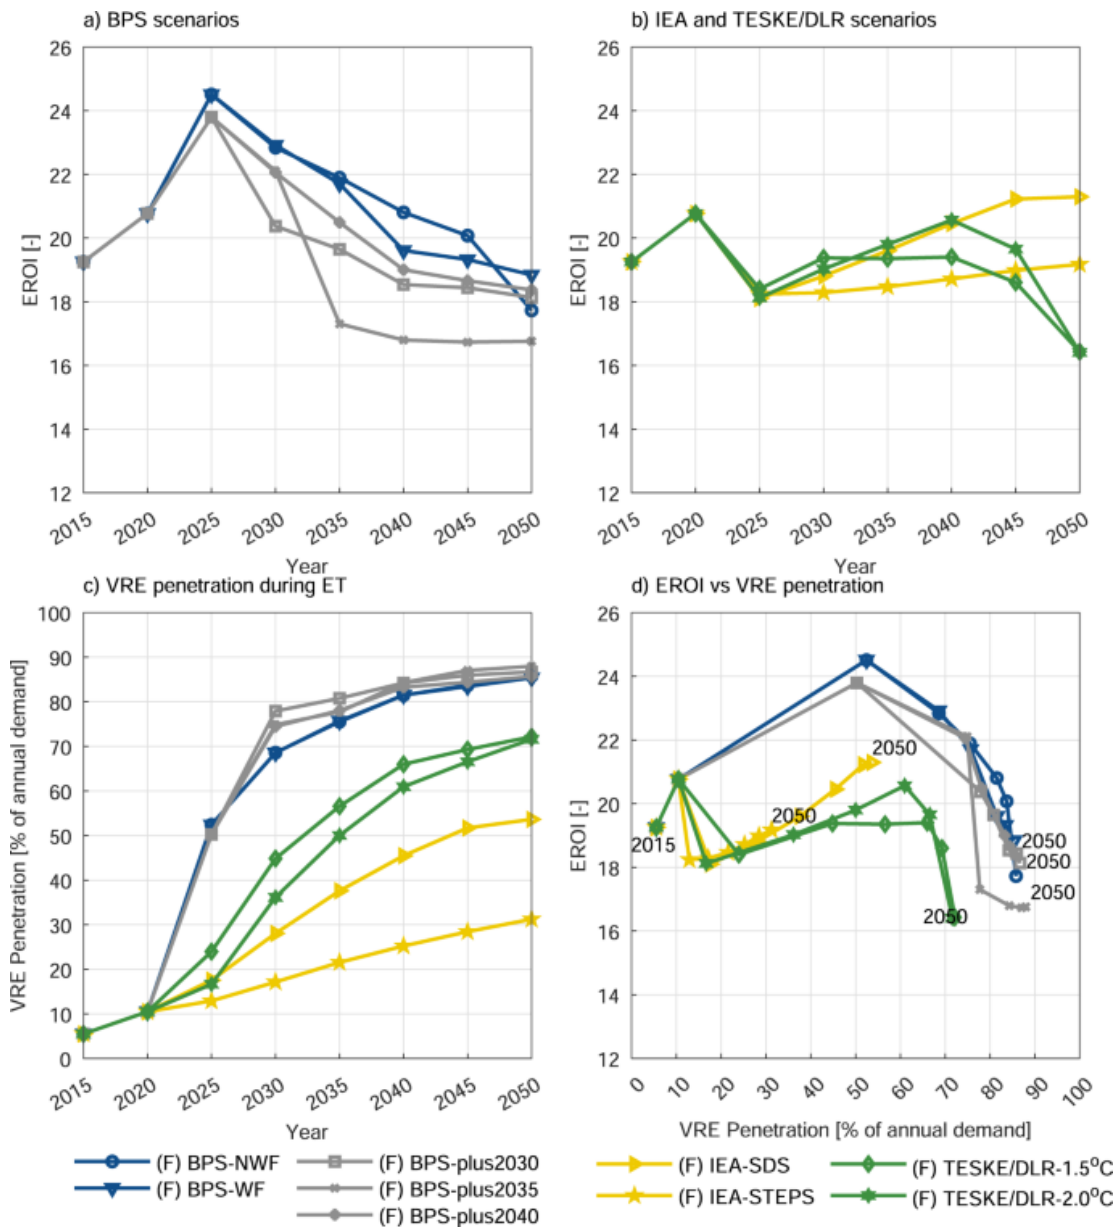 a) BPS scenarios
26
24
22
20
18
16
14
12
EROI [-]
2015 2020 2025 2030 2035 2040 2045 2050
Year
b) IEA and TESKE/DLR scenarios
26
24
22
20
18
16
14
12
EROI [-]
2015 2020 2025 2030 2035 2040 2045 2050
Year
c) VRE penetration during ET
100
90
80
70
60
50
40
30
20
10
0
VRE Penetration [% of annual demand]
2015 2020 2025 2030 2035 2040 2045 2050
Year
d) EROI vs VRE penetration
26
24
22
20
18
16
14
12
EROI [-]
2050
2050
2015
2050
2050
2050
2050
0 10 20 30 40 50 60 70 80 90 100
VRE Penetration [% of annual demand]
(F) BPS-NWF
(F) BPS-WF
(F) BPS-plus2030
(F) BPS-plus2035
(F) BPS-plus2040
(F) IEA-SDS
(F) IEA-STEPS
(F) TESKE/DLR-1.5°C
(F) TESKE/DLR-2.0°C